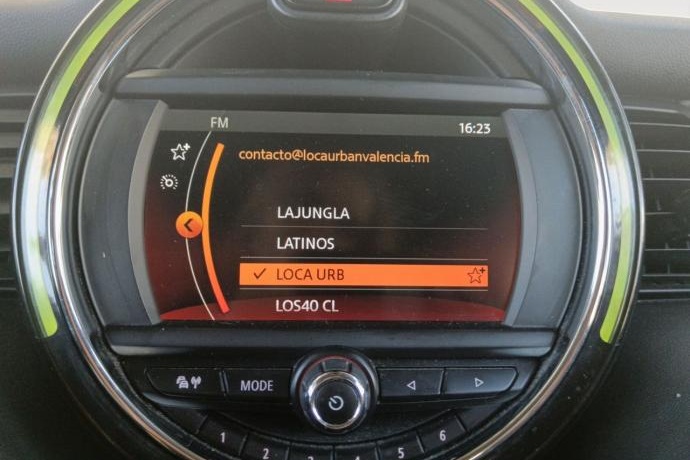 FM 16:23
contacto@locaurbanvalencia.fm
LAJUNGLA
LATINOS
LOCA URB
LOS40 CL
MODE
1 2 3 4 5 6